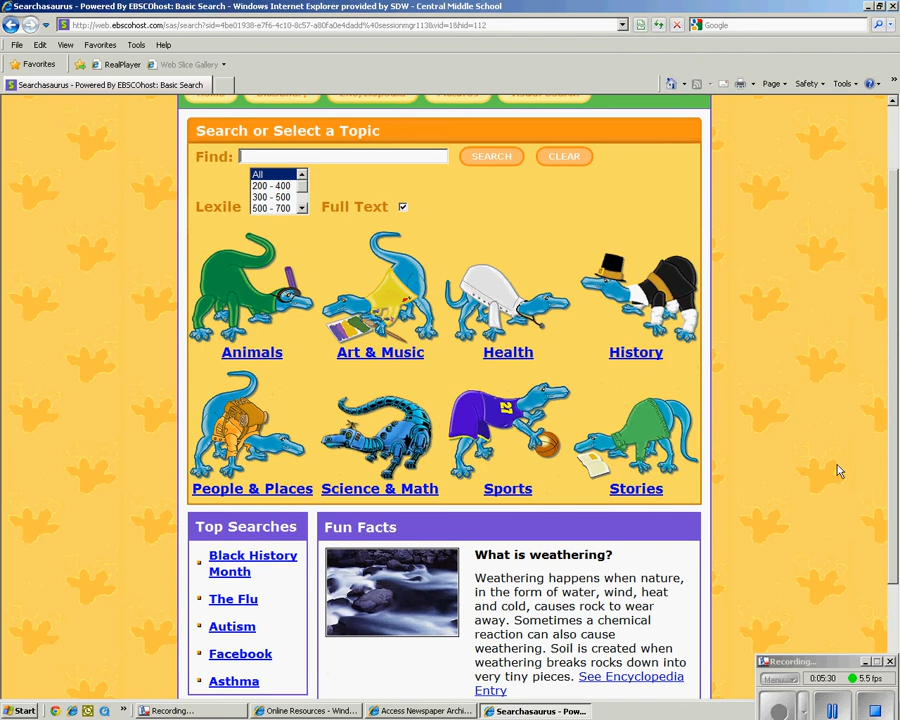 Searchasaurus - Powered By EBSCOhost: Basic Search - Windows Internet Explorer provided by SDW - Central Middle School
Google
File Edit View Favorites Tools Help
Favorites RealPlayer Web Slice Gallery
Searchasaurus - Powered By EBSCOhost: Basic Search
Page Safety Tools
Search or Select a Topic
Find: SEARCH CLEAR
All
200 - 400
300 - 500
500 - 700
Lexile Full Text
Animals Art & Music Health History
27
People & Places Science & Math Sports Stories
Top Searches
Black History
Month
The Flu
Autism
Facebook
Asthma
Fun Facts
What is weathering?
Weathering happens when nature,
in the form of water, wind, heat
and cold, causes rock to wear
away. Sometimes a chemical
reaction can also cause
weathering. Soil is created when
weathering breaks rocks down into
very tiny pieces. See Encyclopedia
Entry
Recording...
Menu 0:05:30 5.5 fps
Start Recording... Online Resources - Wind... Access Newspaper Archi... Searchasaurus - Pow...